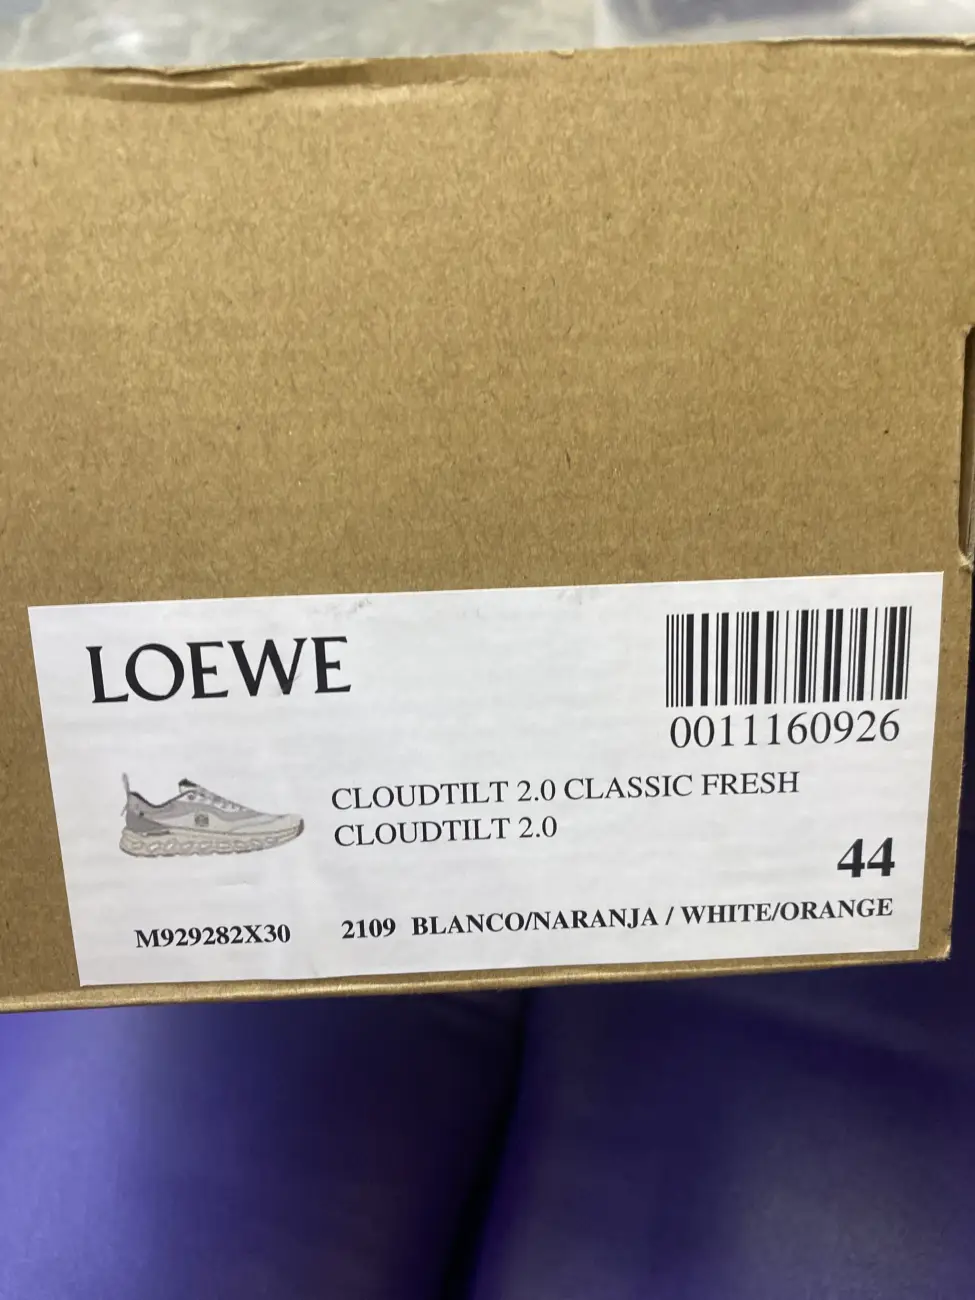 LOEWE
0011160926
CLOUDTILT 2.0 CLASSIC FRESH
CLOUDTILT 2.0
44
M929282X30 2109 BLANCO/NARANJA / WHITE/ORANGE